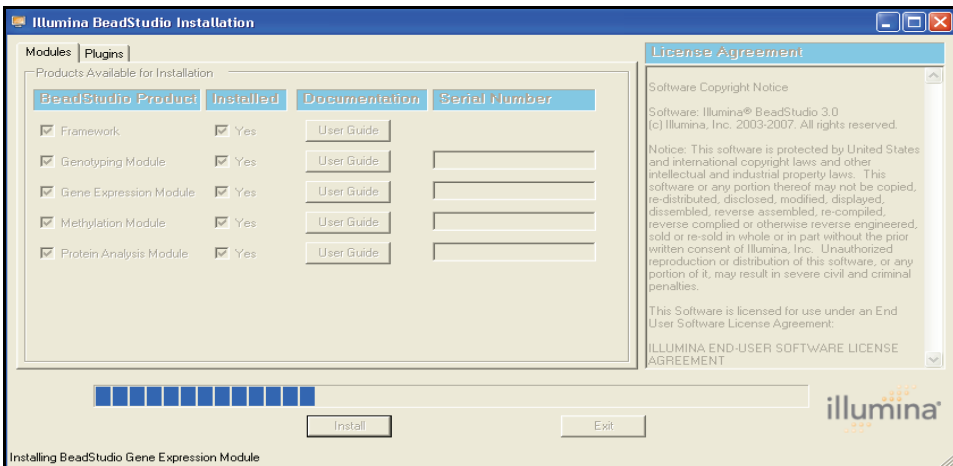 Illumina BeadStudio Installation
Modules
Plugins
Products Available for Installation
BeadStudio Product
Installed
Documentation
Serial Number
Framework
Yes
User Guide
Genotyping Module
Yes
User Guide
Gene Expression Module
Yes
User Guide
Methylation Module
Yes
User Guide
Protein Analysis Module
Yes
User Guide
License Agreement
Software Copyright Notice
Software: Illumina® BeadStudio 3.0
(c) Illumina, Inc. 2003-2007. All rights reserved.
Notice: This software is protected by United States
and international copyright laws and other
intellectual and industrial property laws. This
software or any portion thereof may not be copied,
re-distributed, disclosed, modified, displayed,
dissembled, reverse assembled, re-compiled,
reverse complied or otherwise reverse engineered,
sold or re-sold in whole or in part without the prior
written consent of Illumina, Inc. Unauthorized
reproduction or distribution of this software, or any
portion of it, may result in severe civil and criminal
penalties.
This Software is licensed for use under an End
User Software License Agreement:
ILLUMINA END-USER SOFTWARE LICENSE
AGREEMENT
illumina
Install
Exit
Installing BeadStudio Gene Expression Module